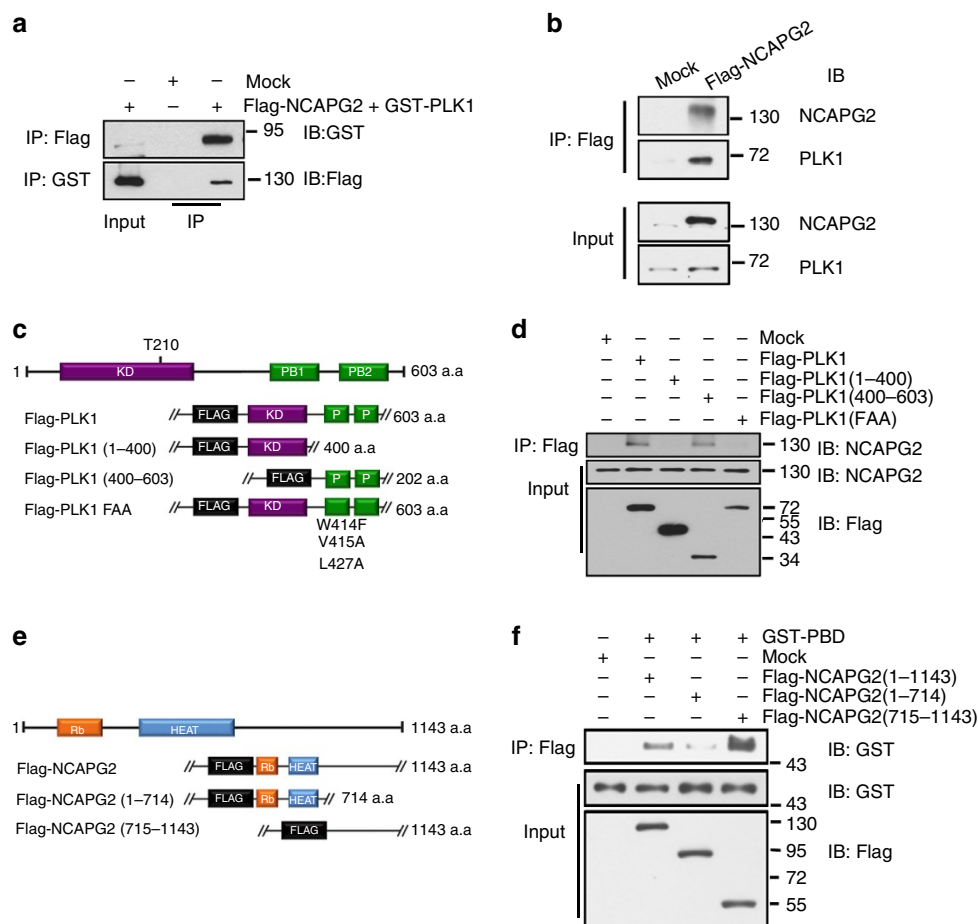 a
– + – Mock
+ – + Flag-NCAPG2 + GST-PLK1
IP: Flag 95 IB:GST
IP: GST 130 IB:Flag
Input IP
b
Mock Flag-NCAPG2 IB
IP: Flag
130 NCAPG2
72 PLK1
Input
130 NCAPG2
72 PLK1
c
T210
1 KD PB1 PB2 603 a.a
Flag-PLK1 FLAG KD P P 603 a.a
Flag-PLK1 (1–400) FLAG KD 400 a.a
Flag-PLK1 (400–603) FLAG P P 202 a.a
Flag-PLK1 FAA FLAG KD 603 a.a
W414F
V415A
L427A
d
+ – – – – Mock
– + – – – Flag-PLK1
– – + – – Flag-PLK1(1–400)
– – – + – Flag-PLK1(400–603)
– – – – + Flag-PLK1(FAA)
IP: Flag 130 IB: NCAPG2
130 IB: NCAPG2
Input
72 IB: Flag
55
43
34
e
1 Rb HEAT 1143 a.a
Flag-NCAPG2 FLAG Rb HEAT 1143 a.a
Flag-NCAPG2 (1–714) FLAG Rb HEAT 714 a.a
Flag-NCAPG2 (715–1143) FLAG 1143 a.a
f
– + + + GST-PBD
+ – – – Mock
– + – – Flag-NCAPG2(1–1143)
– – + – Flag-NCAPG2(1–714)
– – – + Flag-NCAPG2(715–1143)
IP: Flag IB: GST
43
IB: GST
43
Input
130
95 IB: Flag
72
55